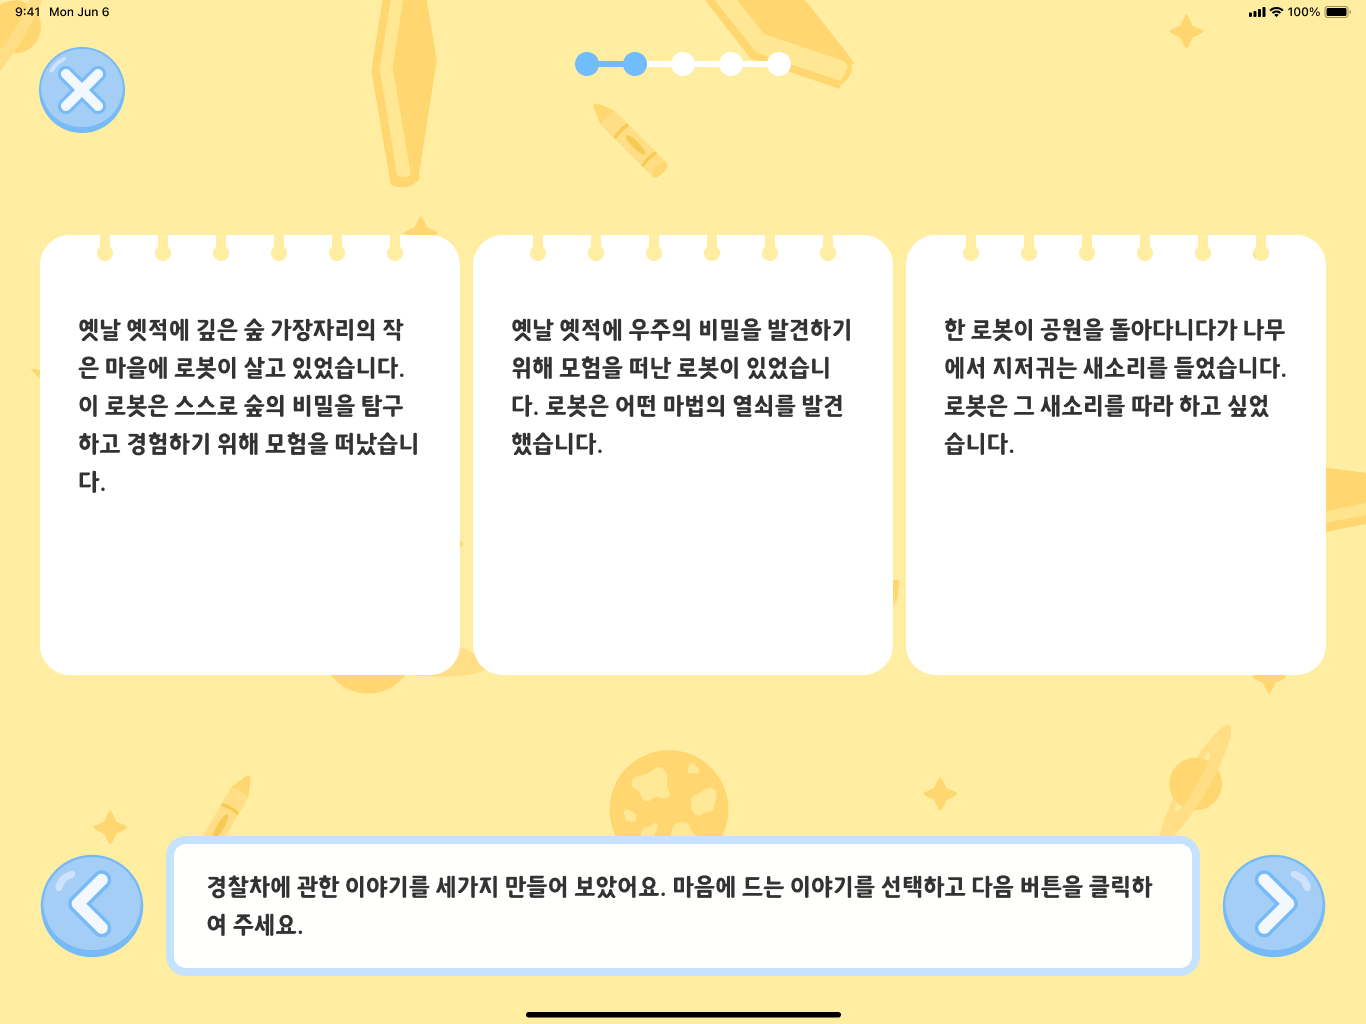 9:41 Mon Jun 6
100%
옛날 옛적에 깊은 숲 가장자리의 작
은 마을에 로봇이 살고 있었습니다.
이 로봇은 스스로 숲의 비밀을 탐구
하고 경험하기 위해 모험을 떠났습니
다.
옛날 옛적에 우주의 비밀을 발견하기
위해 모험을 떠난 로봇이 있었습니
다. 로봇은 어떤 마법의 열쇠를 발견
했습니다.
한 로봇이 공원을 돌아다니다가 나무
에서 지저귀는 새소리를 들었습니다.
로봇은 그 새소리를 따라 하고 싶었
습니다.
경찰차에 관한 이야기를 세가지 만들어 보았어요. 마음에 드는 이야기를 선택하고 다음 버튼을 클릭하
여 주세요.